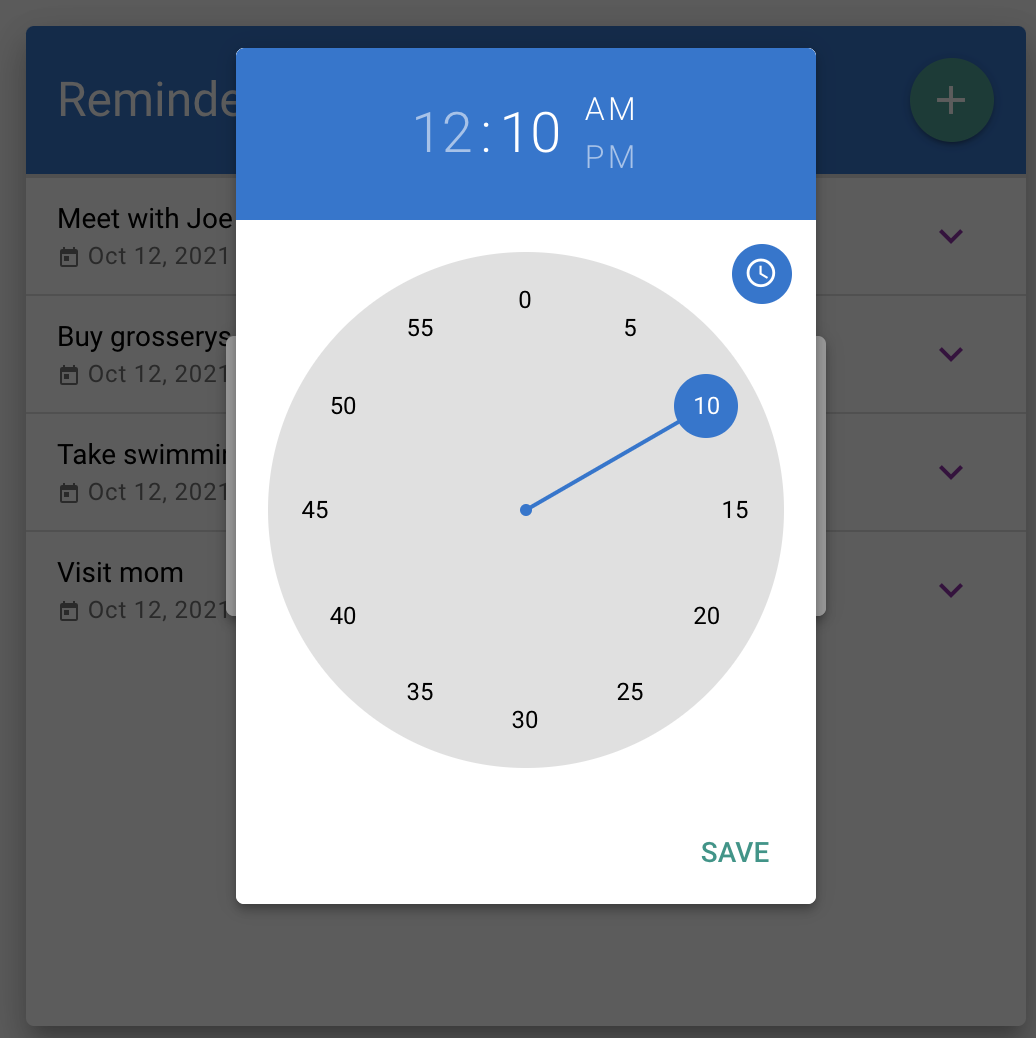 Reminde
12:10
AM
PM
Meet with Joe
Oct 12, 2021
Buy grosserys
Oct 12, 2021
Take swimmin
Oct 12, 2021
Visit mom
Oct 12, 2021
0
5
10
15
20
25
30
35
40
45
50
55
SAVE